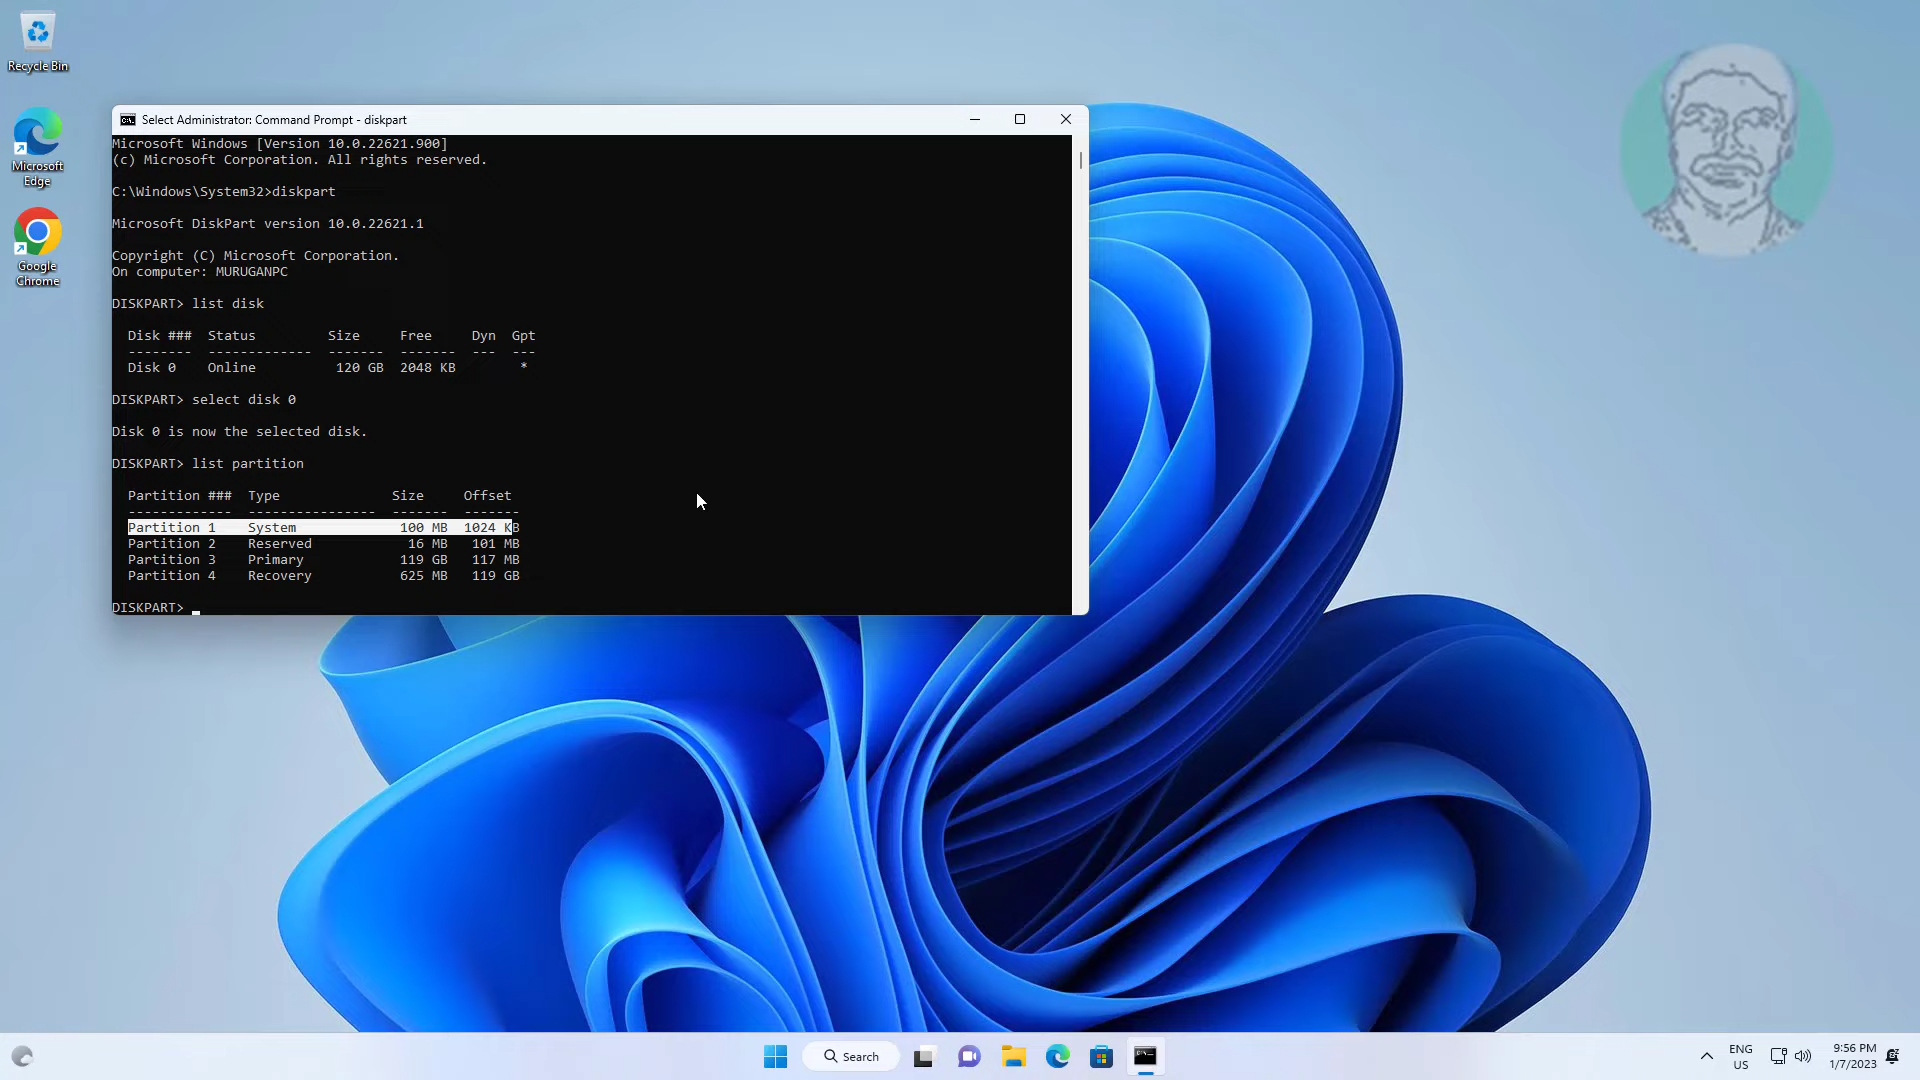 Recycle Bin
Microsoft
Edge
Google
Chrome
Select Administrator: Command Prompt - diskpart
Microsoft Windows [Version 10.0.22621.900]
(c) Microsoft Corporation. All rights reserved.
C:\Windows\System32>diskpart
Microsoft DiskPart version 10.0.22621.1
Copyright (C) Microsoft Corporation.
On computer: MURUGANPC
DISKPART> list disk
Disk ###  Status         Size     Free     Dyn  Gpt
--------  -------------  -------  -------  ---  ---
Disk 0    Online          120 GB  2048 KB        *
DISKPART> select disk 0
Disk 0 is now the selected disk.
DISKPART> list partition
Partition ###  Type              Size     Offset
-------------  ----------------  -------  -------
Partition 1    System             100 MB  1024 KB
Partition 2    Reserved            16 MB   101 MB
Partition 3    Primary            119 GB   117 MB
Partition 4    Recovery           625 MB   119 GB
DISKPART>
Search
ENG
US
9:56 PM
1/7/2023